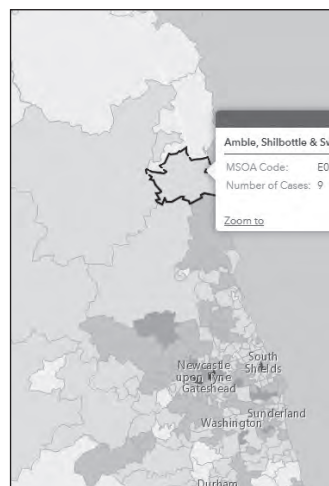 Amble, Shilbottle & Sw
MSOA Code: E0
Number of Cases: 9
Zoom to
Newcastle
upon Tyne
South
Shields
Gateshead
Sunderland
Washington
Durham